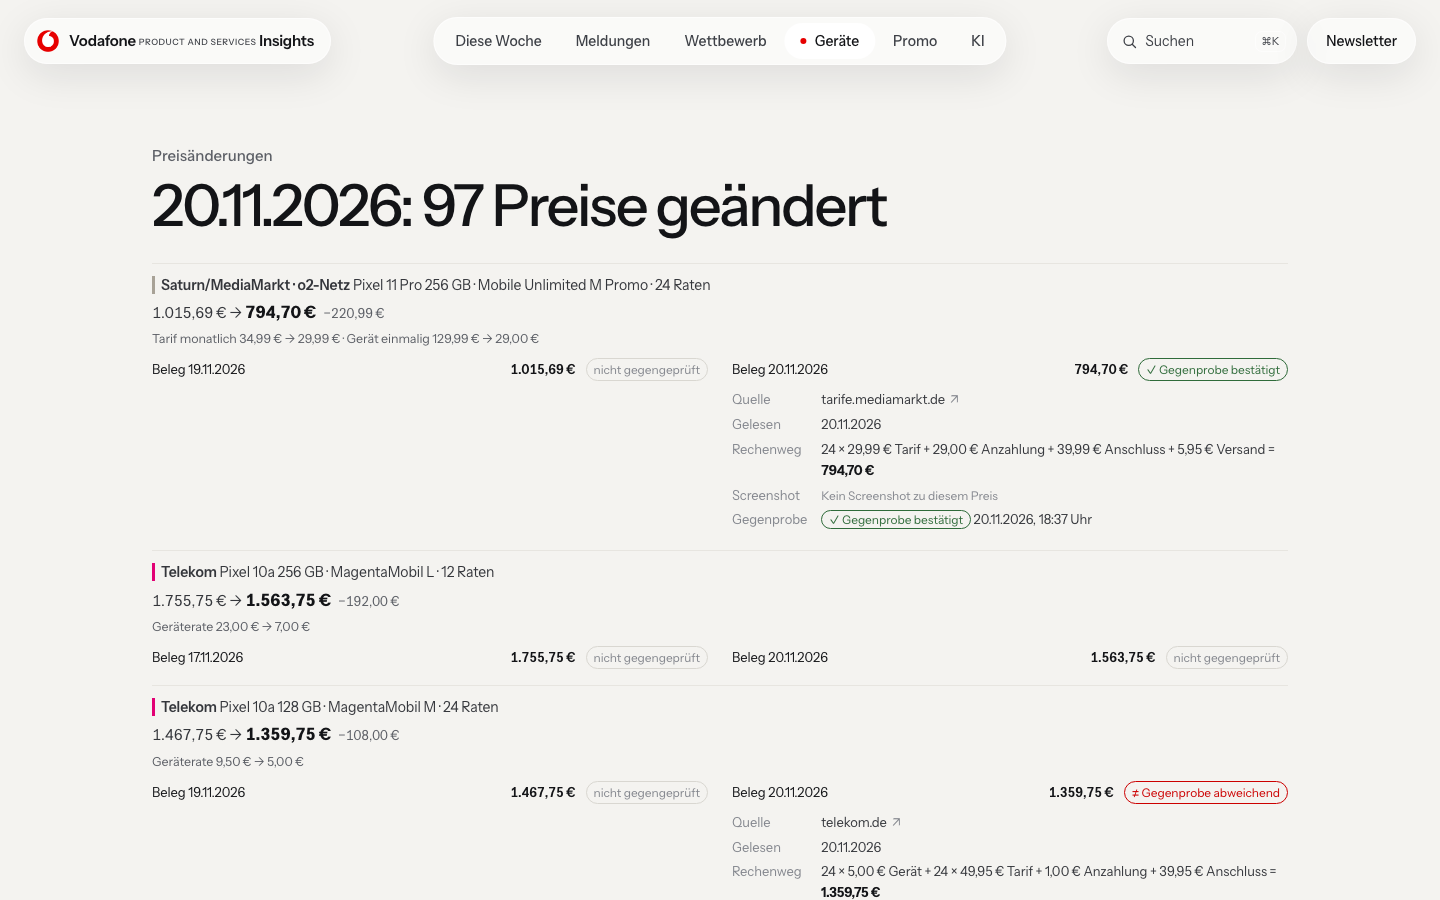 Vodafone PRODUCT AND SERVICES Insights
Diese Woche
Meldungen
Wettbewerb
Geräte
Promo
KI
Suchen ⌘K
Newsletter
Preisänderungen
20.11.2026: 97 Preise geändert
Saturn/MediaMarkt · o2-Netz Pixel 11 Pro 256 GB · Mobile Unlimited M Promo · 24 Raten
1.015,69 € → 794,70 € −220,99 €
Tarif monatlich 34,99 € → 29,99 € · Gerät einmalig 129,99 € → 29,00 €
Beleg 19.11.2026 1.015,69 € nicht gegengeprüft
Beleg 20.11.2026 794,70 € ✓ Gegenprobe bestätigt
Quelle tarife.mediamarkt.de ↗
Gelesen 20.11.2026
Rechenweg 24 × 29,99 € Tarif + 29,00 € Anzahlung + 39,99 € Anschluss + 5,95 € Versand =
794,70 €
Screenshot Kein Screenshot zu diesem Preis
Gegenprobe ✓ Gegenprobe bestätigt 20.11.2026, 18:37 Uhr
Telekom Pixel 10a 256 GB · MagentaMobil L · 12 Raten
1.755,75 € → 1.563,75 € −192,00 €
Geräterate 23,00 € → 7,00 €
Beleg 17.11.2026 1.755,75 € nicht gegengeprüft
Beleg 20.11.2026 1.563,75 € nicht gegengeprüft
Telekom Pixel 10a 128 GB · MagentaMobil M · 24 Raten
1.467,75 € → 1.359,75 € −108,00 €
Geräterate 9,50 € → 5,00 €
Beleg 19.11.2026 1.467,75 € nicht gegengeprüft
Beleg 20.11.2026 1.359,75 € ≠ Gegenprobe abweichend
Quelle telekom.de ↗
Gelesen 20.11.2026
Rechenweg 24 × 5,00 € Gerät + 24 × 49,95 € Tarif + 1,00 € Anzahlung + 39,95 € Anschluss =
1.359,75 €